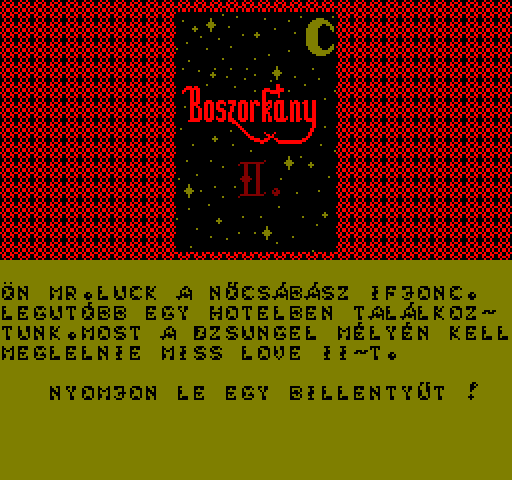 Boszorkány
II.
ÖN MR.LUCK A NŐCSÁBÁSZ IFJONC.
LEGUTÓBB EGY HOTELBEN TALÁLKOZ~
TUNK.MOST A DZSUNGEL MÉLYÉN KELL
MEGLELNIE MISS LOVE II~T.
NYOMJON LE EGY BILLENTYŰT !